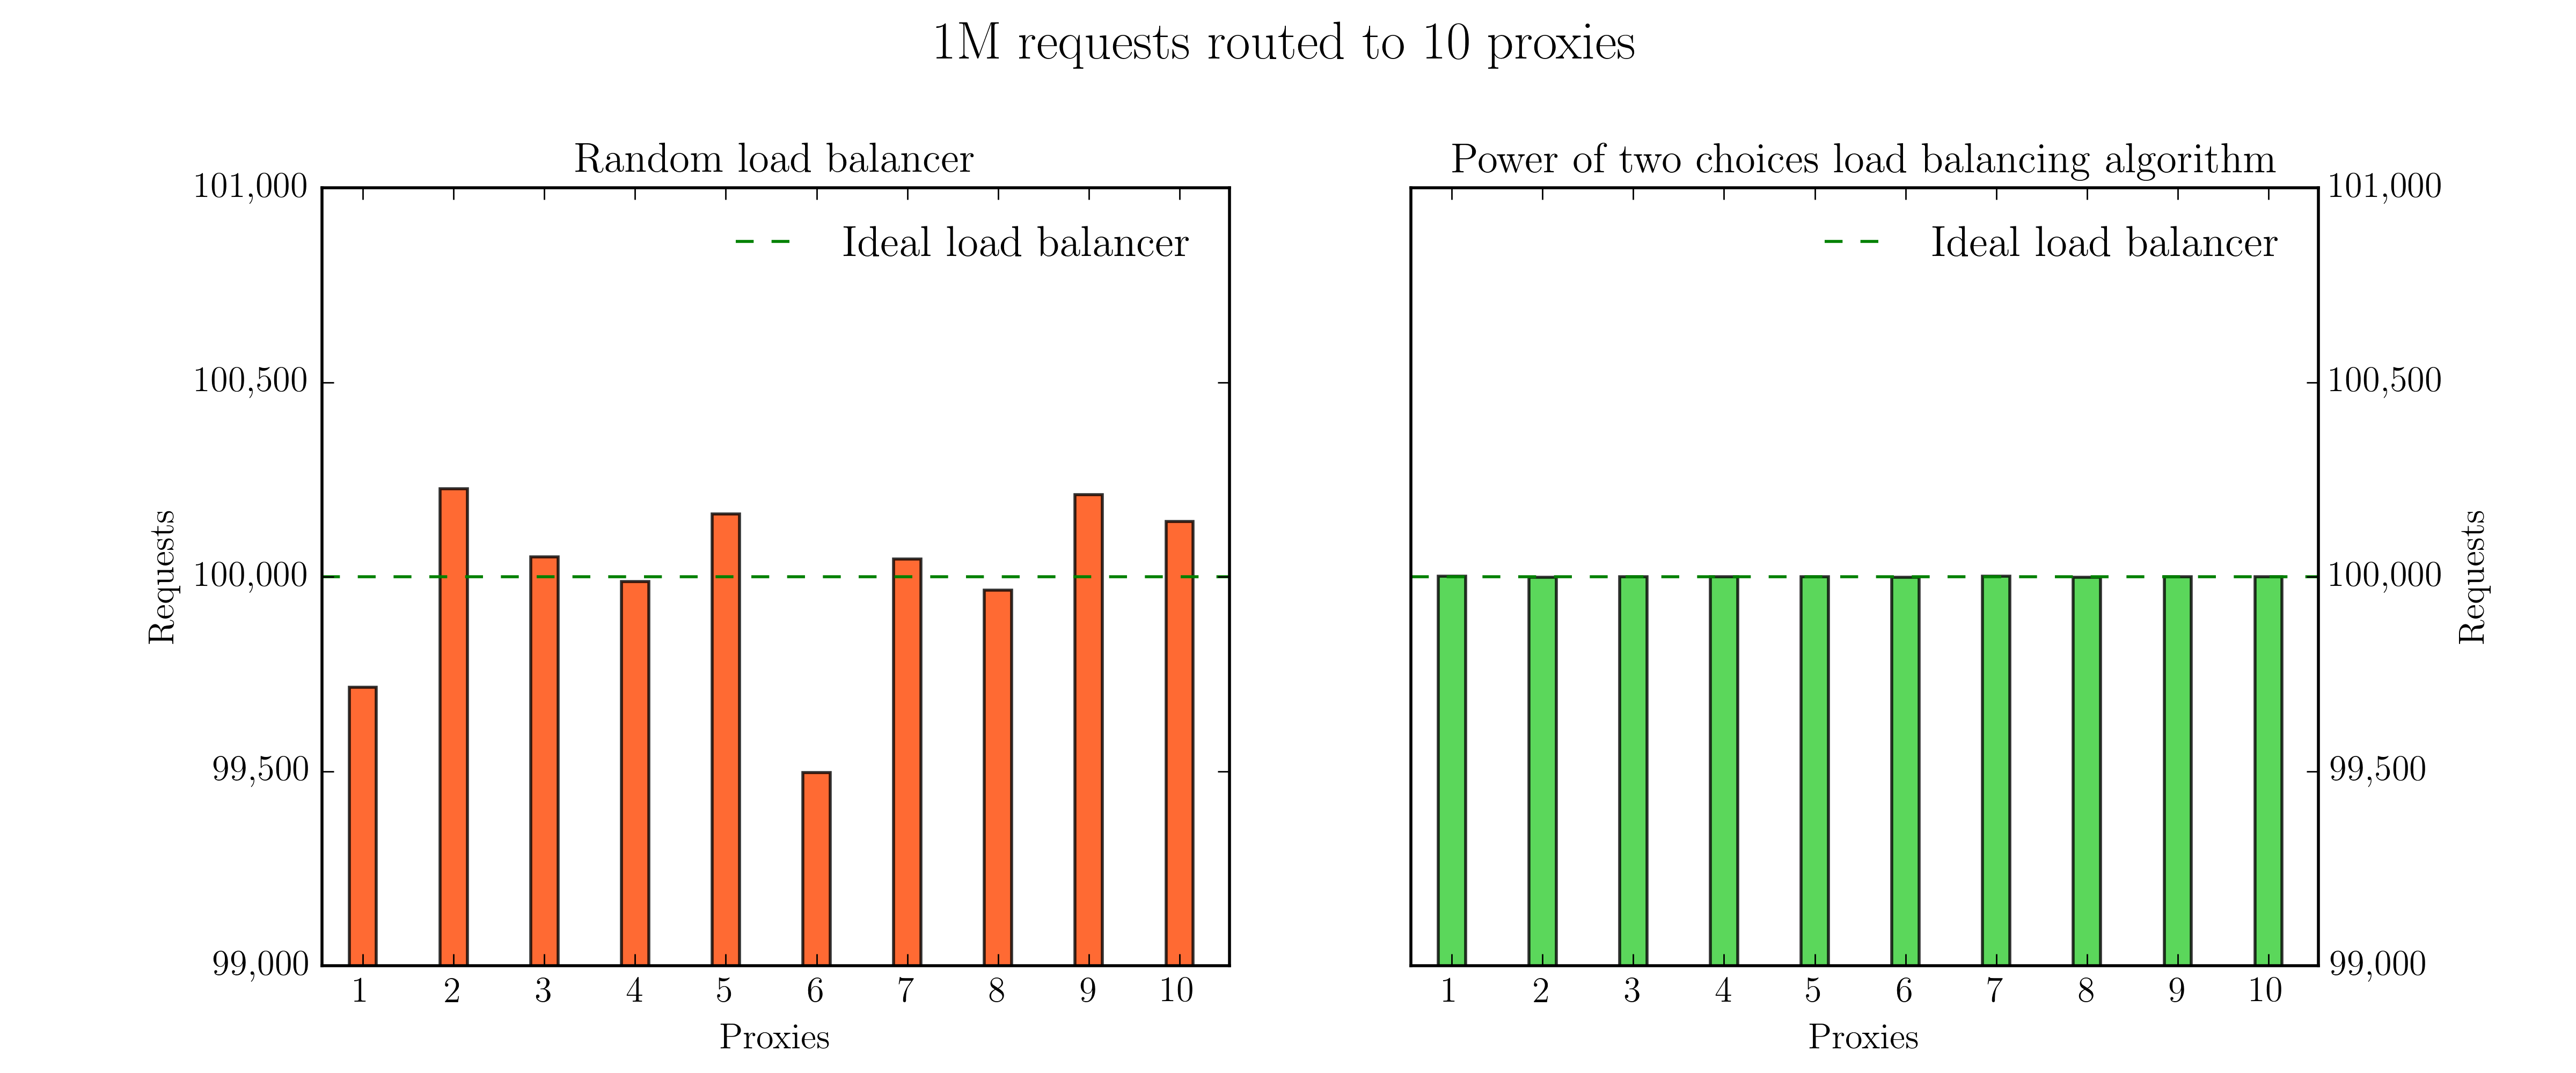 1M requests routed to 10 proxies
Random load balancer
101,000
100,500
100,000
99,500
99,000
Requests
Ideal load balancer
1 2 3 4 5 6 7 8 9 10
Proxies
Power of two choices load balancing algorithm
Ideal load balancer
101,000
100,500
100,000
99,500
99,000
Requests
1 2 3 4 5 6 7 8 9 10
Proxies